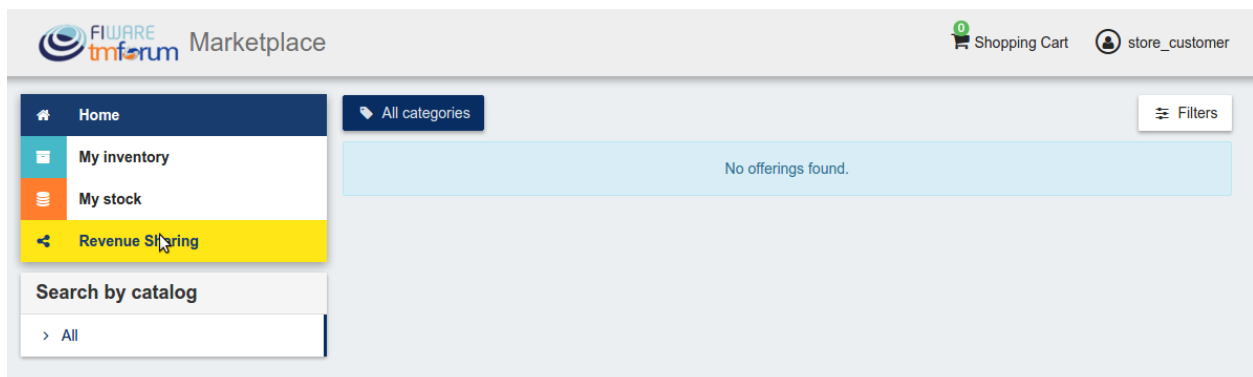 FIWARE
tmforum Marketplace
0
Shopping Cart
store_customer
Home
My inventory
My stock
Revenue Sharing
Search by catalog
All
All categories
Filters
No offerings found.